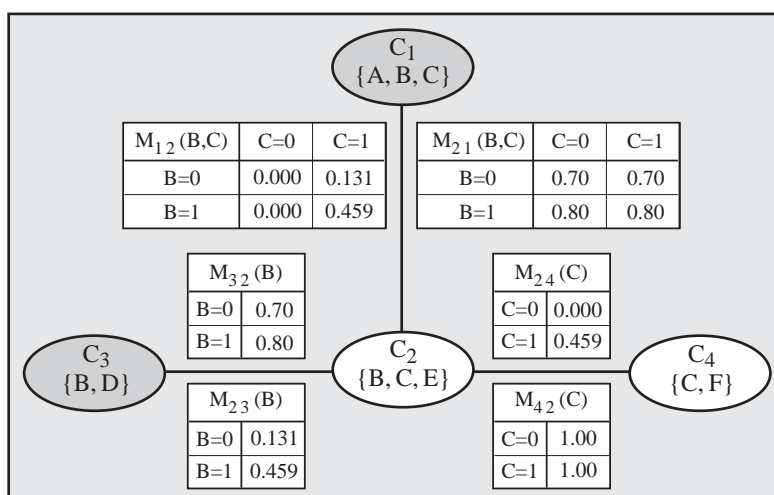 C1
{A, B, C}
M12(B,C) C=0 C=1
B=0 0.000 0.131
B=1 0.000 0.459
M21(B,C) C=0 C=1
B=0 0.70 0.70
B=1 0.80 0.80
M32(B)
B=0 0.70
B=1 0.80
M24(C)
C=0 0.000
C=1 0.459
C3
{B, D}
C2
{B, C, E}
C4
{C, F}
M23(B)
B=0 0.131
B=1 0.459
M42(C)
C=0 1.00
C=1 1.00